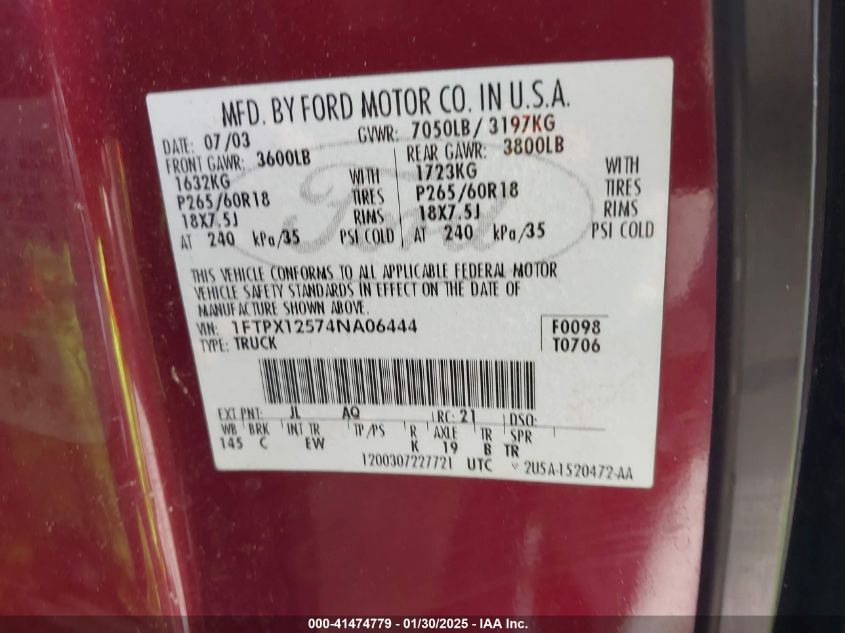 MFD. BY FORD MOTOR CO. IN U.S.A.
DATE: 07/03 GVWR: 7050LB/ 3197KG
FRONT GAWR: 3600LB REAR GAWR: 3800LB
1632KG WITH 1723KG WITH
P265/60R18 TIRES P265/60R18 TIRES
18X7.5J RIMS 18X7.5J RIMS
AT 240 kPa/35 PSI COLD AT 240 kPa/35 PSI COLD
Ford
THIS VEHICLE CONFORMS TO ALL APPLICABLE FEDERAL MOTOR
VEHICLE SAFETY STANDARDS IN EFFECT ON THE DATE OF
MANUFACTURE SHOWN ABOVE.
VIN: 1FTPX12574NA06444 F0098
TYPE: TRUCK T0706
EXT PNT: JL AQ RC: 21 DSO:
WB BRK INT TR TP/PS R AXLE TR SPR
145 C EW K 19 B TR
1200307227721 UTC 2U5A-1520472-AA
000-41474779 - 01/30/2025 - IAA Inc.